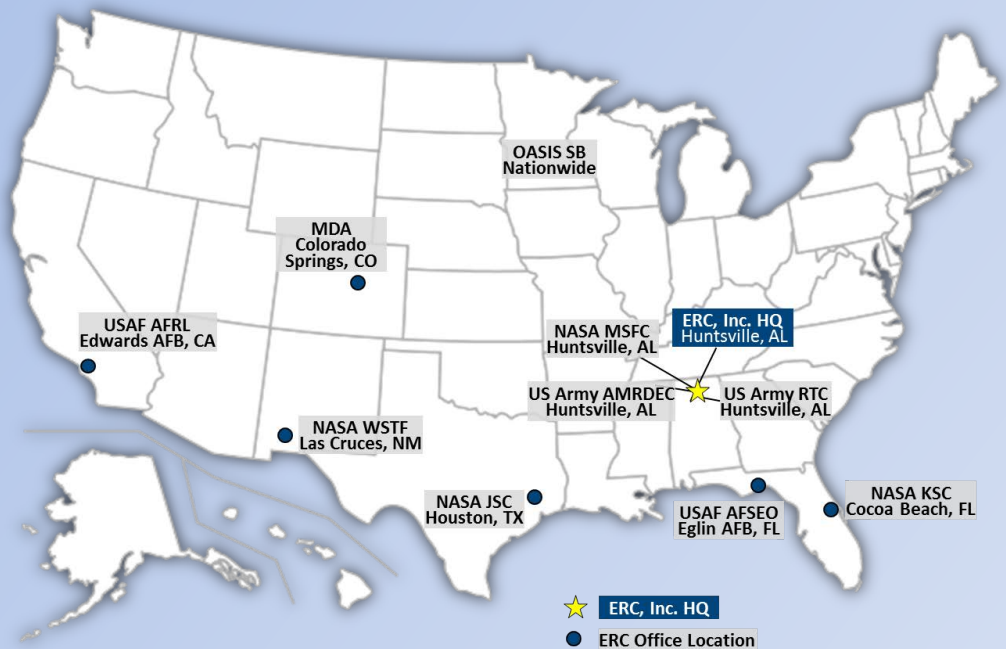 OASIS SB
Nationwide
MDA
Colorado
Springs, CO
USAF AFRL
Edwards AFB, CA
NASA MSFC
Huntsville, AL
ERC, Inc. HQ
Huntsville, AL
US Army AMRDEC
Huntsville, AL
US Army RTC
Huntsville, AL
NASA WSTF
Las Cruces, NM
NASA JSC
Houston, TX
USAF AFSEO
Eglin AFB, FL
NASA KSC
Cocoa Beach, FL
ERC, Inc. HQ
ERC Office Location